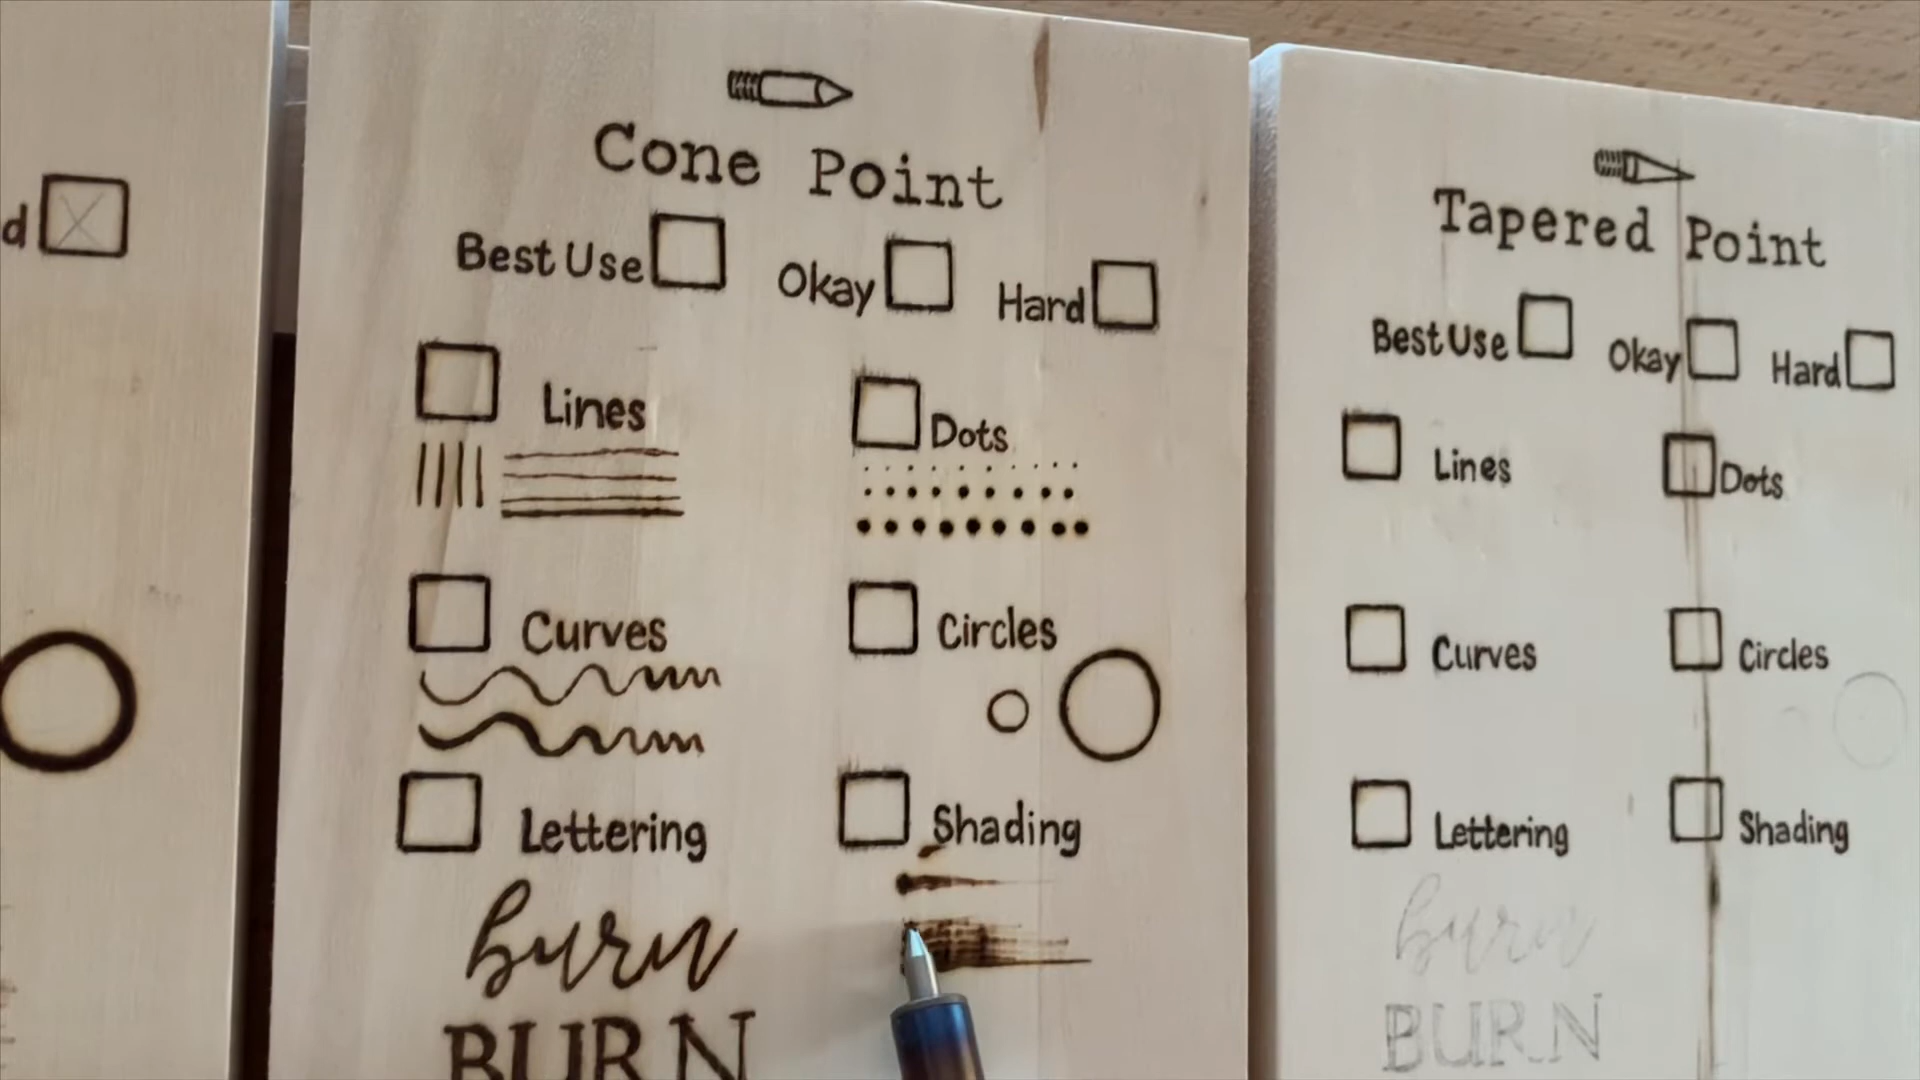 d
Cone Point
Best Use Okay Hard
Lines Dots
Curves Circles
Lettering Shading
burn
BURN
Tapered Point
Best Use Okay Hard
Lines Dots
Curves Circles
Lettering Shading
burn
BURN